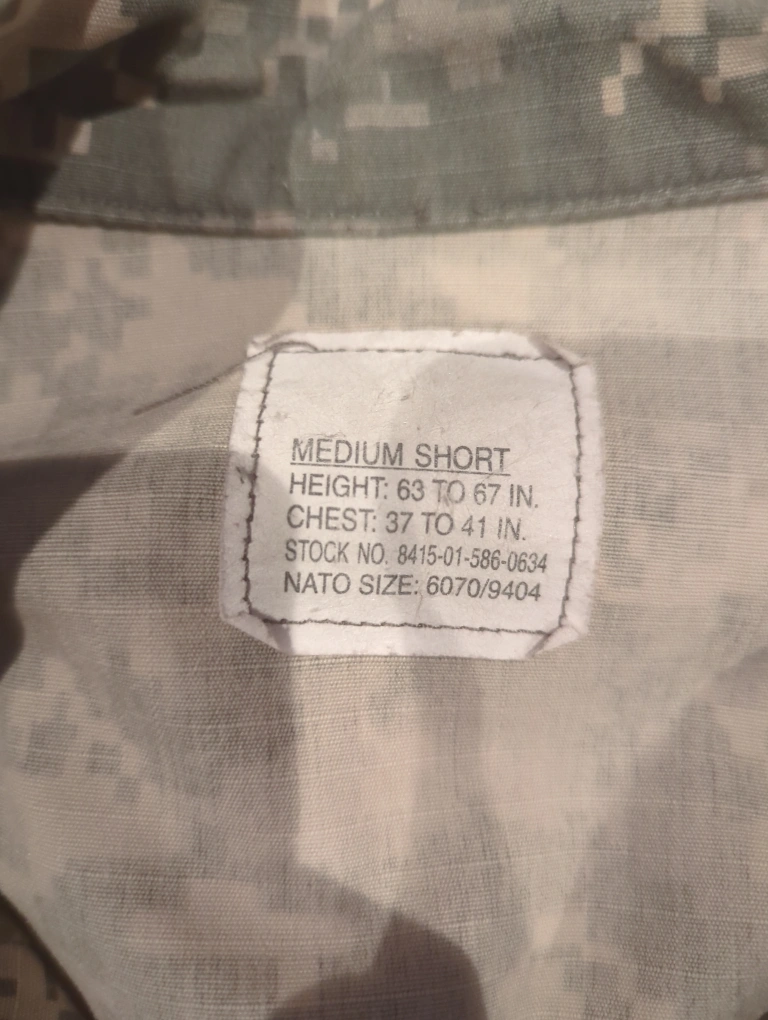 MEDIUM SHORT
HEIGHT: 63 TO 67 IN.
CHEST: 37 TO 41 IN.
STOCK NO. 8415-01-586-0634
NATO SIZE: 6070/9404